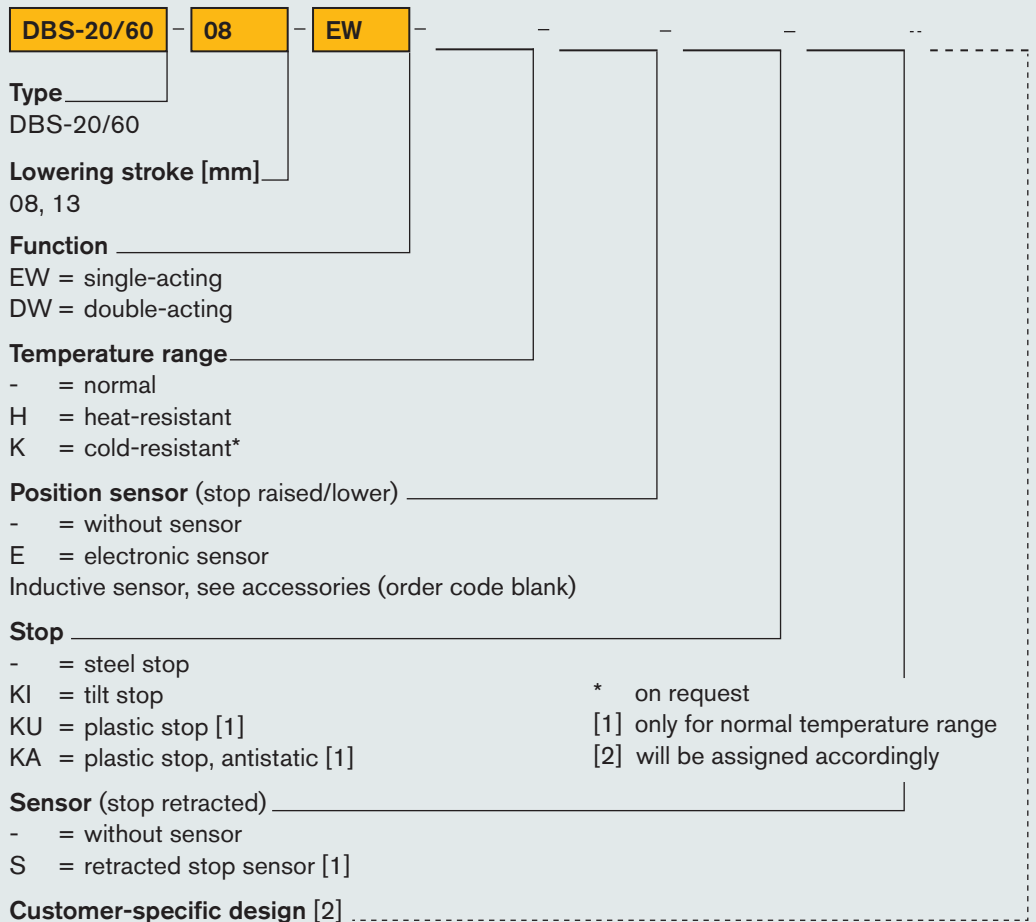 DBS-20/60 - 08 - EW - - - - --
Type
DBS-20/60
Lowering stroke [mm]
08, 13
Function
EW = single-acting
DW = double-acting
Temperature range
- = normal
H = heat-resistant
K = cold-resistant*
Position sensor (stop raised/lower)
- = without sensor
E = electronic sensor
Inductive sensor, see accessories (order code blank)
Stop
- = steel stop
KI = tilt stop
KU = plastic stop [1]
KA = plastic stop, antistatic [1]
* on request
[1] only for normal temperature range
[2] will be assigned accordingly
Sensor (stop retracted)
- = without sensor
S = retracted stop sensor [1]
Customer-specific design [2]